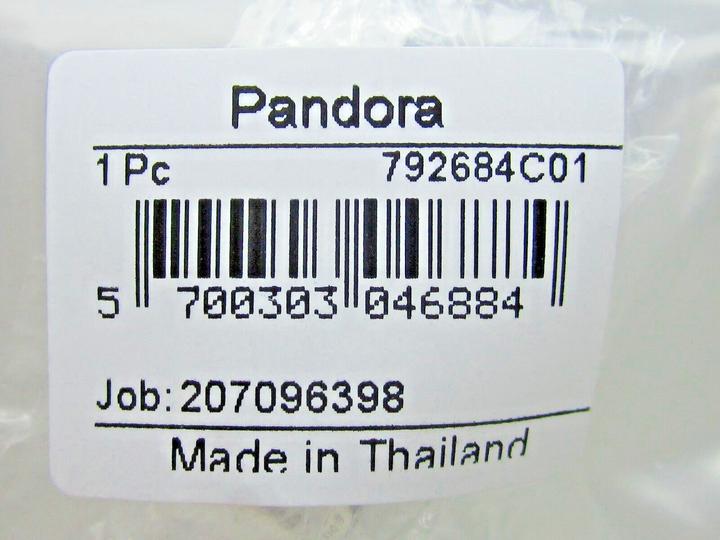 Pandora
1 Pc 792684C01
5 700303 046884
Job: 207096398
Made in Thailand